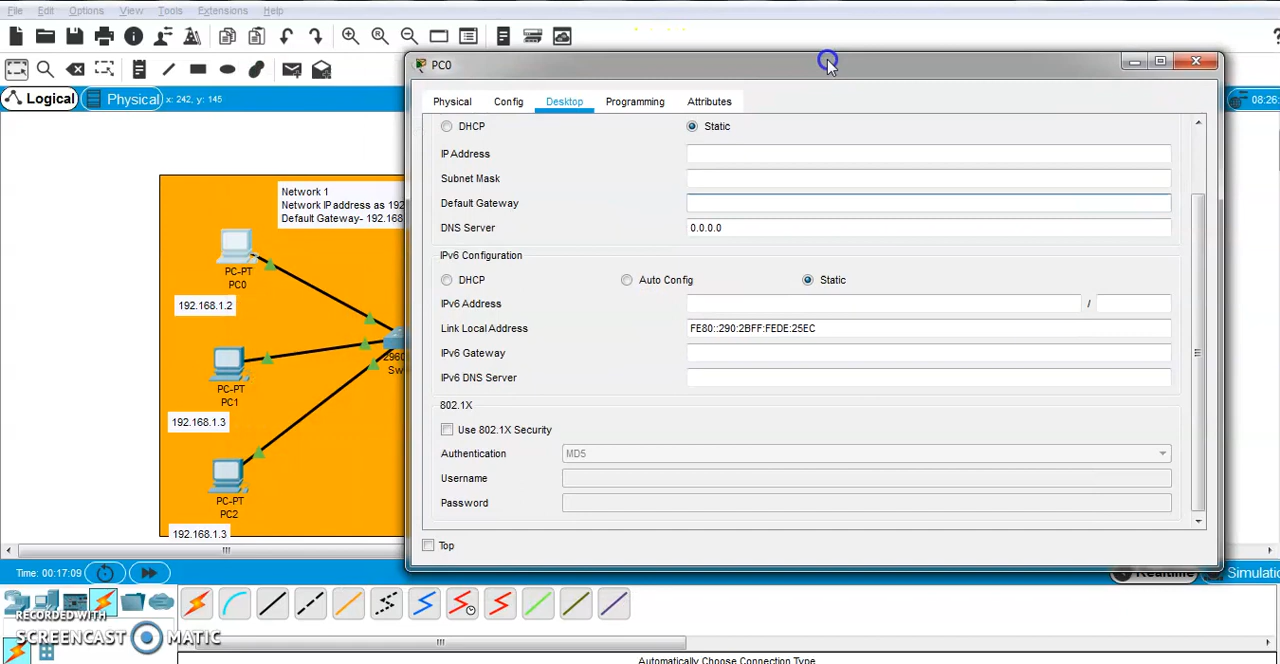 File Edit Options View Tools Extensions Help
?
Logical Physical x: 242, y: 145
08:26:
PC0
Physical Config Desktop Programming Attributes
DHCP Static
IP Address
Subnet Mask
Default Gateway
DNS Server 0.0.0.0
IPv6 Configuration
DHCP Auto Config Static
IPv6 Address /
Link Local Address FE80::290:2BFF:FEDE:25EC
IPv6 Gateway
IPv6 DNS Server
802.1X
Use 802.1X Security
Authentication MD5
Username
Password
Top
Network 1
Network IP address as 192
Default Gateway- 192.168
PC-PT
PC0
192.168.1.2
2960
Sw
PC-PT
PC1
192.168.1.3
PC-PT
PC2
192.168.1.3
Time: 00:17:09
Realtime Simulatio
RECORDED WITH
SCREENCAST MATIC
Automatically Choose Connection Type